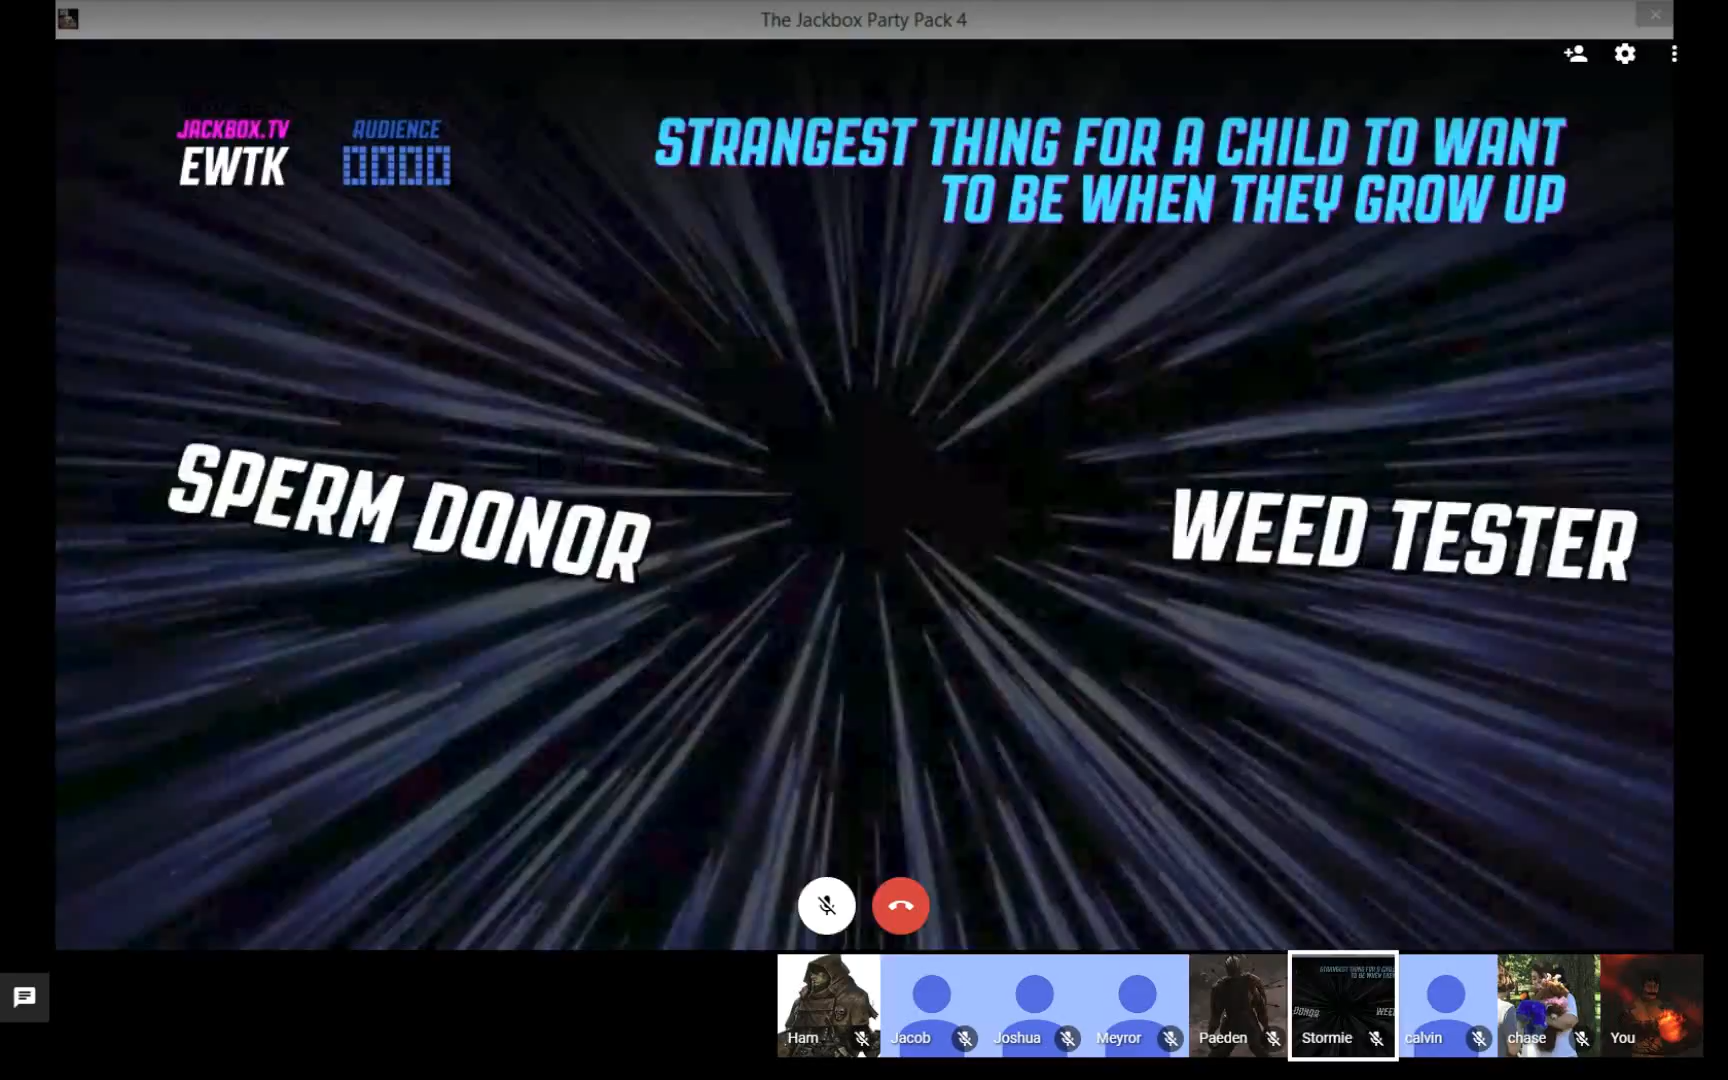 The Jackbox Party Pack 4
JACKBOX.TV
EWTK
AUDIENCE
0000
STRANGEST THING FOR A CHILD TO WANT
TO BE WHEN THEY GROW UP
SPERM DONOR
WEED TESTER
Ham
Jacob
Joshua
Meyror
Paeden
Stormie
calvin
chase
You